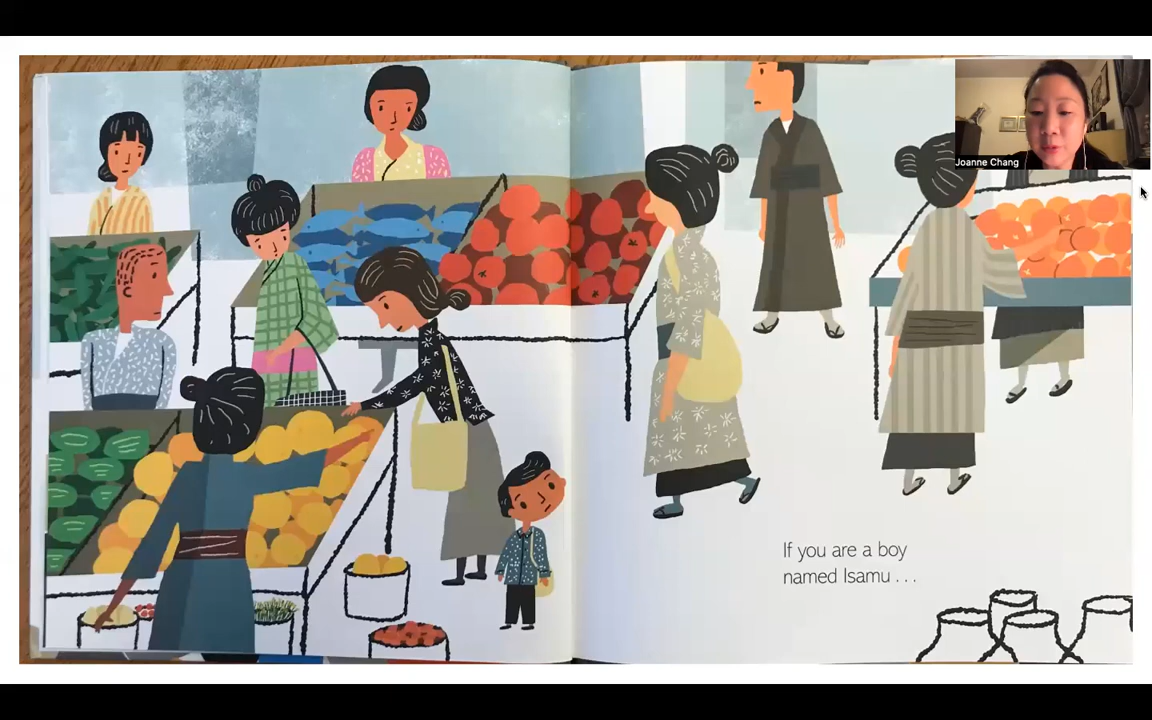 Joanne Chang
If you are a boy
named Isamu . . .